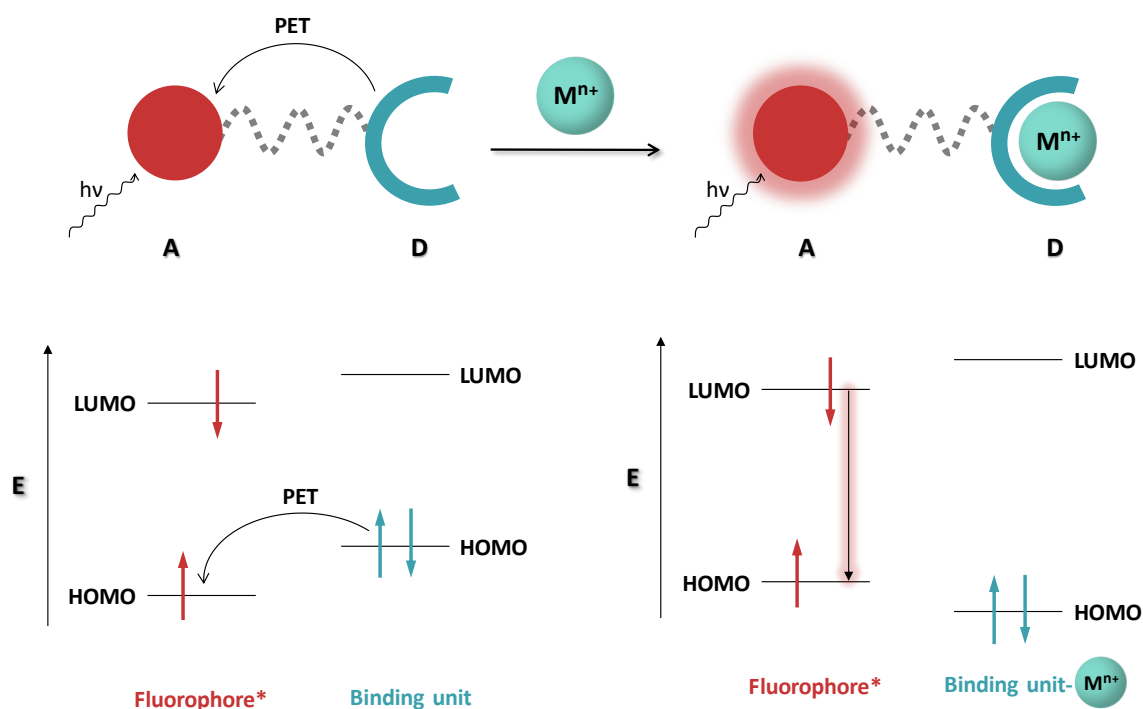 PET
Mⁿ⁺
Mⁿ⁺
hν
hν
A
D
A
D
LUMO
LUMO
LUMO
LUMO
E
E
PET
HOMO
HOMO
HOMO
HOMO
Fluorophore*
Binding unit
Fluorophore*
Binding unit-Mⁿ⁺